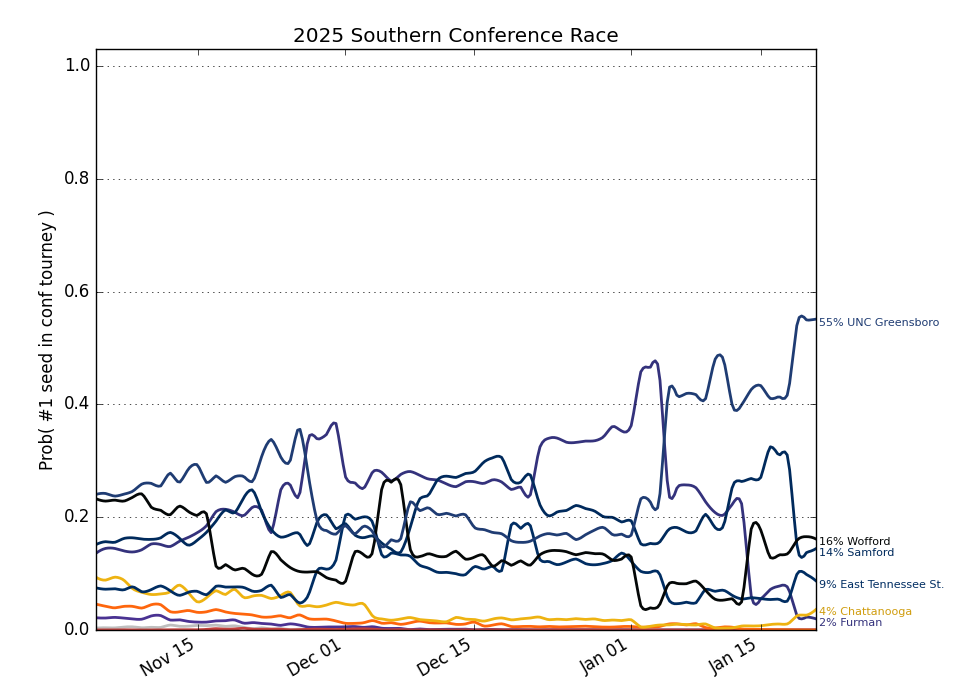 2025 Southern Conference Race
Prob( #1 seed in conf tourney )
1.0
0.8
0.6
0.4
0.2
0.0
Nov 15
Dec 01
Dec 15
Jan 01
Jan 15
55% UNC Greensboro
16% Wofford
14% Samford
9% East Tennessee St.
4% Chattanooga
2% Furman